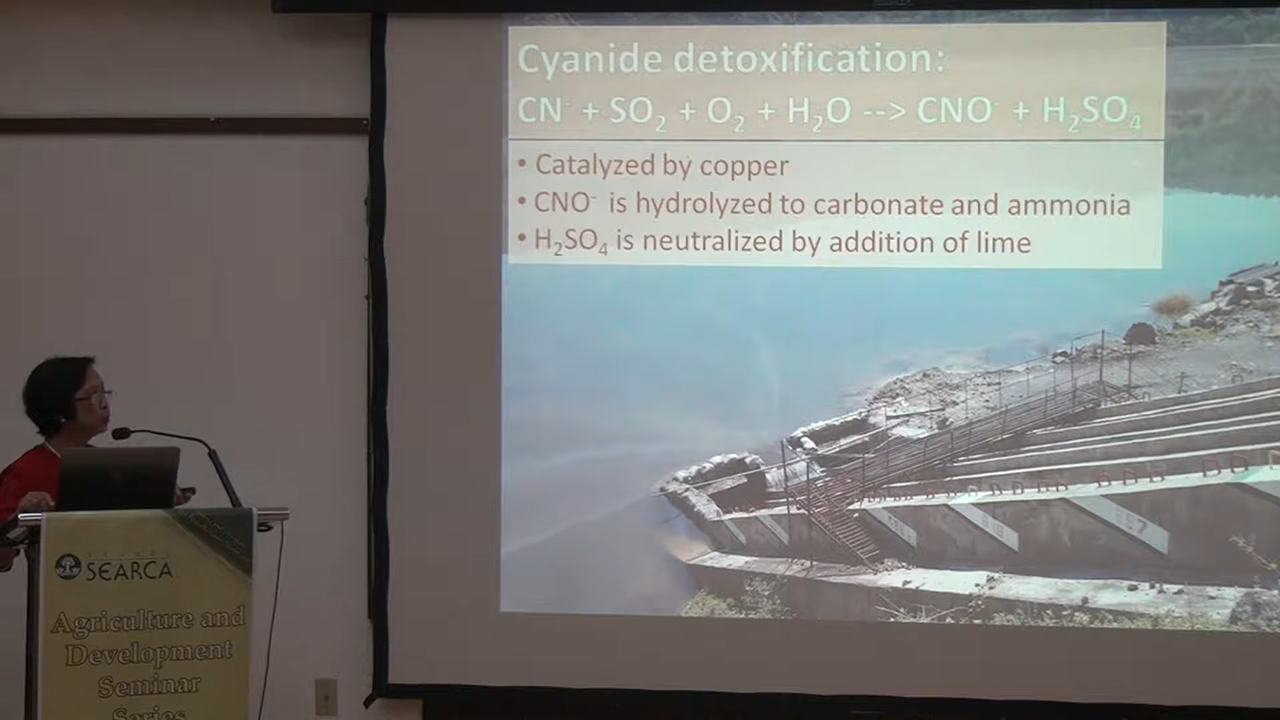 Cyanide detoxification:
CN⁻ + SO₂ + O₂ + H₂O --> CNO⁻ + H₂SO₄
• Catalyzed by copper
• CNO⁻ is hydrolyzed to carbonate and ammonia
• H₂SO₄ is neutralized by addition of lime
SEARCA
Agriculture and
Development
Seminar
Series